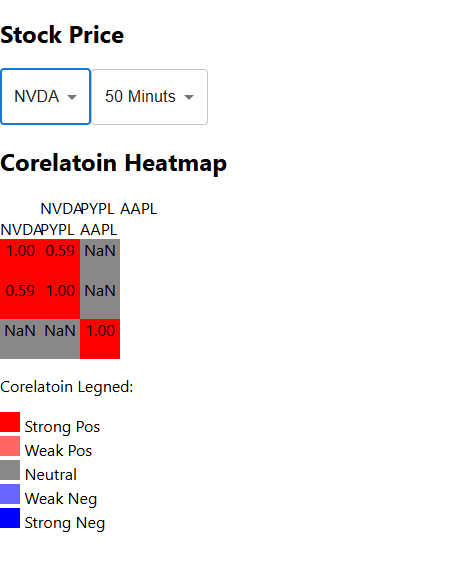 Stock Price
NVDA 50 Minuts
Corelatoin Heatmap
NVDA PYPL AAPL
NVDA PYPL AAPL
1.00 0.59 NaN
0.59 1.00 NaN
NaN NaN 1.00
Corelatoin Legned:
Strong Pos
Weak Pos
Neutral
Weak Neg
Strong Neg